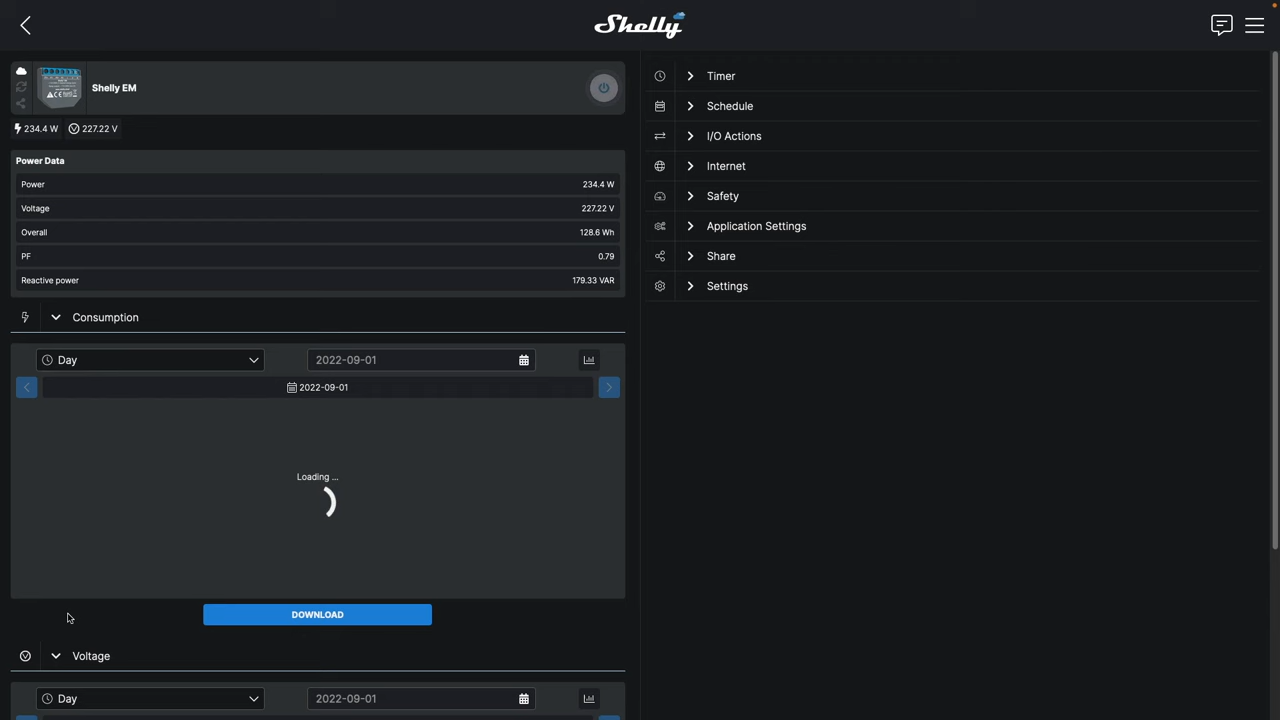 Shelly
Shelly EM
234.4 W 227.22 V
Power Data
Power 234.4 W
Voltage 227.22 V
Overall 128.6 Wh
PF 0.79
Reactive power 179.33 VAR
Consumption
Day 2022-09-01
2022-09-01
Loading ...
DOWNLOAD
Voltage
Day 2022-09-01
Timer
Schedule
I/O Actions
Internet
Safety
Application Settings
Share
Settings